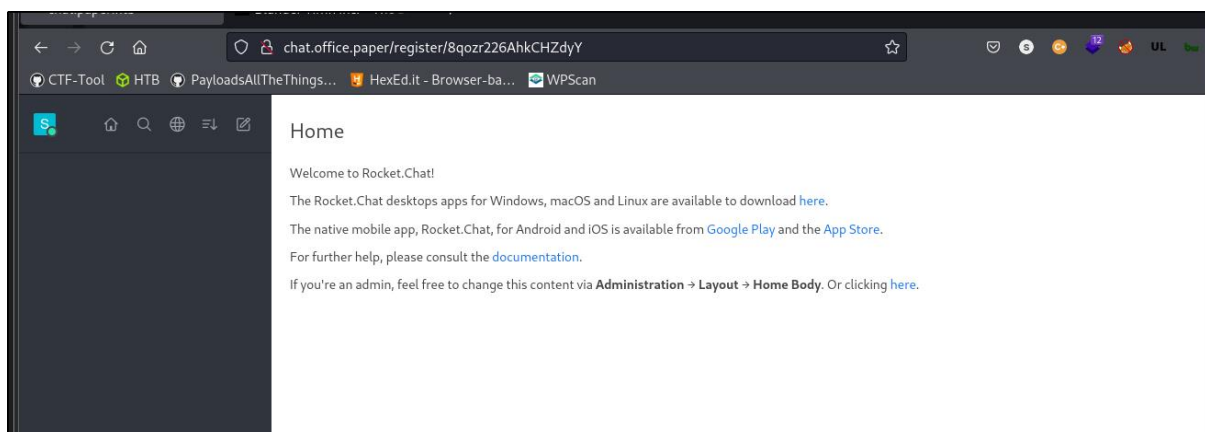 chat.office.paper/register/8qozr226AhkCHZdyY
12
UL
CTF-Tool HTB PayloadsAllTheThings... HexEd.it - Browser-ba... WPScan
S
Home
Welcome to Rocket.Chat!
The Rocket.Chat desktops apps for Windows, macOS and Linux are available to download here.
The native mobile app, Rocket.Chat, for Android and iOS is available from Google Play and the App Store.
For further help, please consult the documentation.
If you're an admin, feel free to change this content via Administration → Layout → Home Body. Or clicking here.